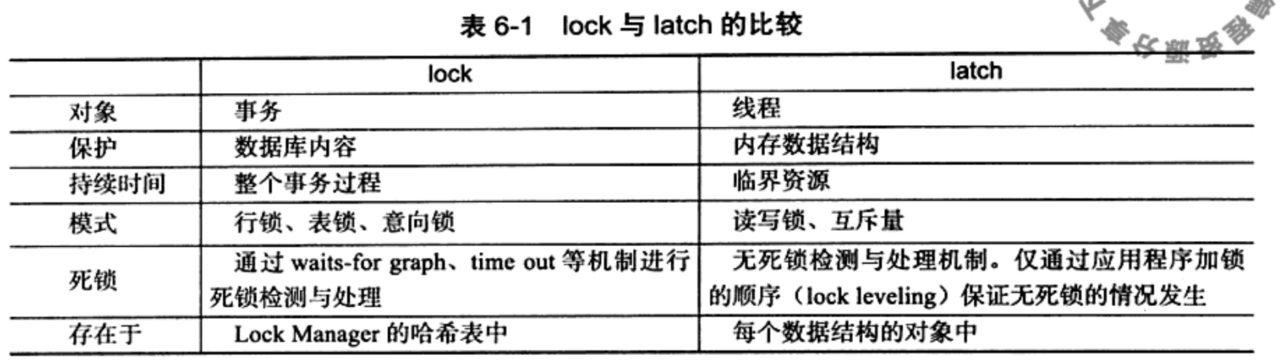 表 6-1 lock 与 latch 的比较
lock latch
对象 事务 线程
保护 数据库内容 内存数据结构
持续时间 整个事务过程 临界资源
模式 行锁、表锁、意向锁 读写锁、互斥量
死锁 通过 waits-for graph、time out 等机制进行死锁检测与处理 无死锁检测与处理机制。仅通过应用程序加锁的顺序（lock leveling）保证无死锁的情况发生
存在于 Lock Manager 的哈希表中 每个数据结构的对象中